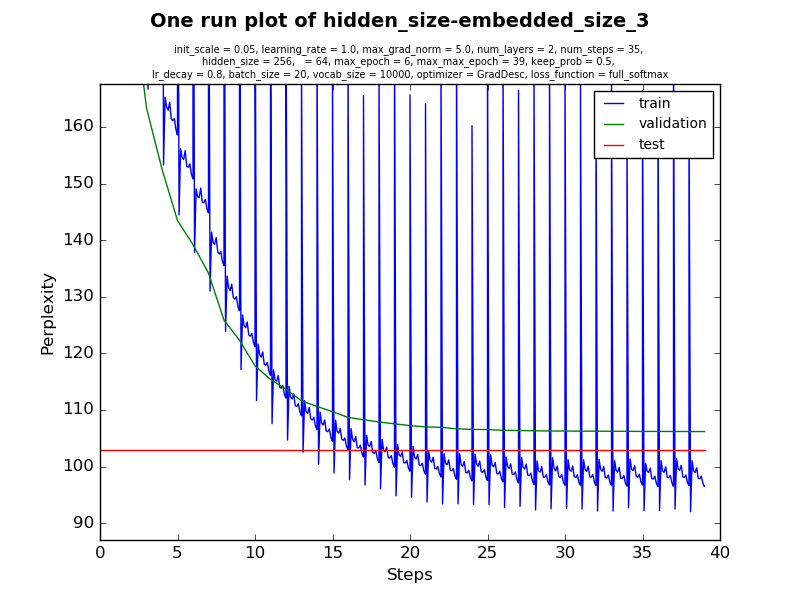 One run plot of hidden_size-embedded_size_3
init_scale = 0.05, learning_rate = 1.0, max_grad_norm = 5.0, num_layers = 2, num_steps = 35,
hidden_size = 256,   = 64, max_epoch = 6, max_max_epoch = 39, keep_prob = 0.5,
lr_decay = 0.8, batch_size = 20, vocab_size = 10000, optimizer = GradDesc, loss_function = full_softmax
train
validation
test
160
150
140
130
120
110
100
90
Perplexity
0 5 10 15 20 25 30 35 40
Steps